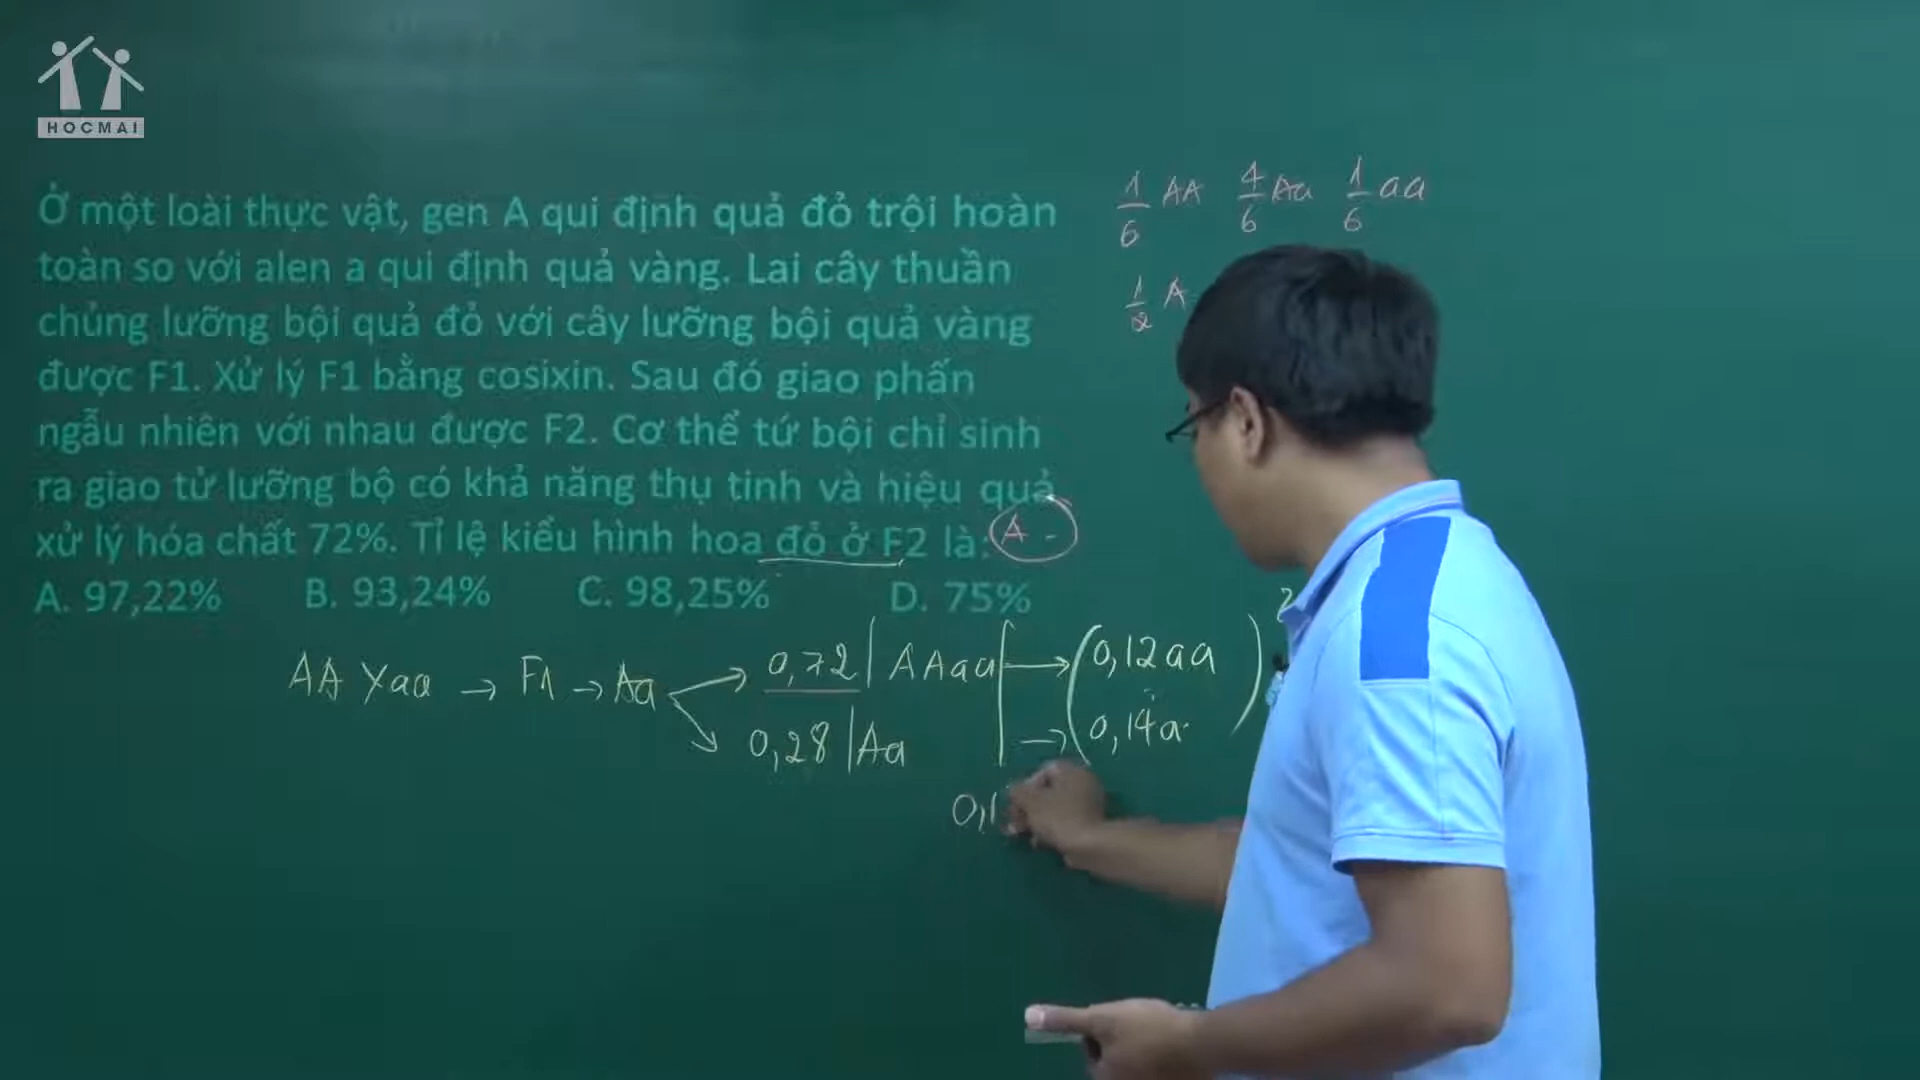 HOCMAI
Ở một loài thực vật, gen A qui định quả đỏ trội hoàn
toàn so với alen a qui định quả vàng. Lai cây thuần
chủng lưỡng bội quả đỏ với cây lưỡng bội quả vàng
được F1. Xử lý F1 bằng cosixin. Sau đó giao phấn
ngẫu nhiên với nhau được F2. Cơ thể tứ bội chỉ sinh
ra giao tử lưỡng bộ có khả năng thụ tinh và hiệu quả
xử lý hóa chất 72%. Tỉ lệ kiểu hình hoa đỏ ở F2 là: A -
A. 97,22% B. 93,24% C. 98,25% D. 75%
1/6 AA 4/6 Aa 1/6 aa
1/2 A
AA X aa → F1 → Aa → 0,72 | AAaa → (0,12aa
0,28 | Aa → 0,14a) 2
0,1